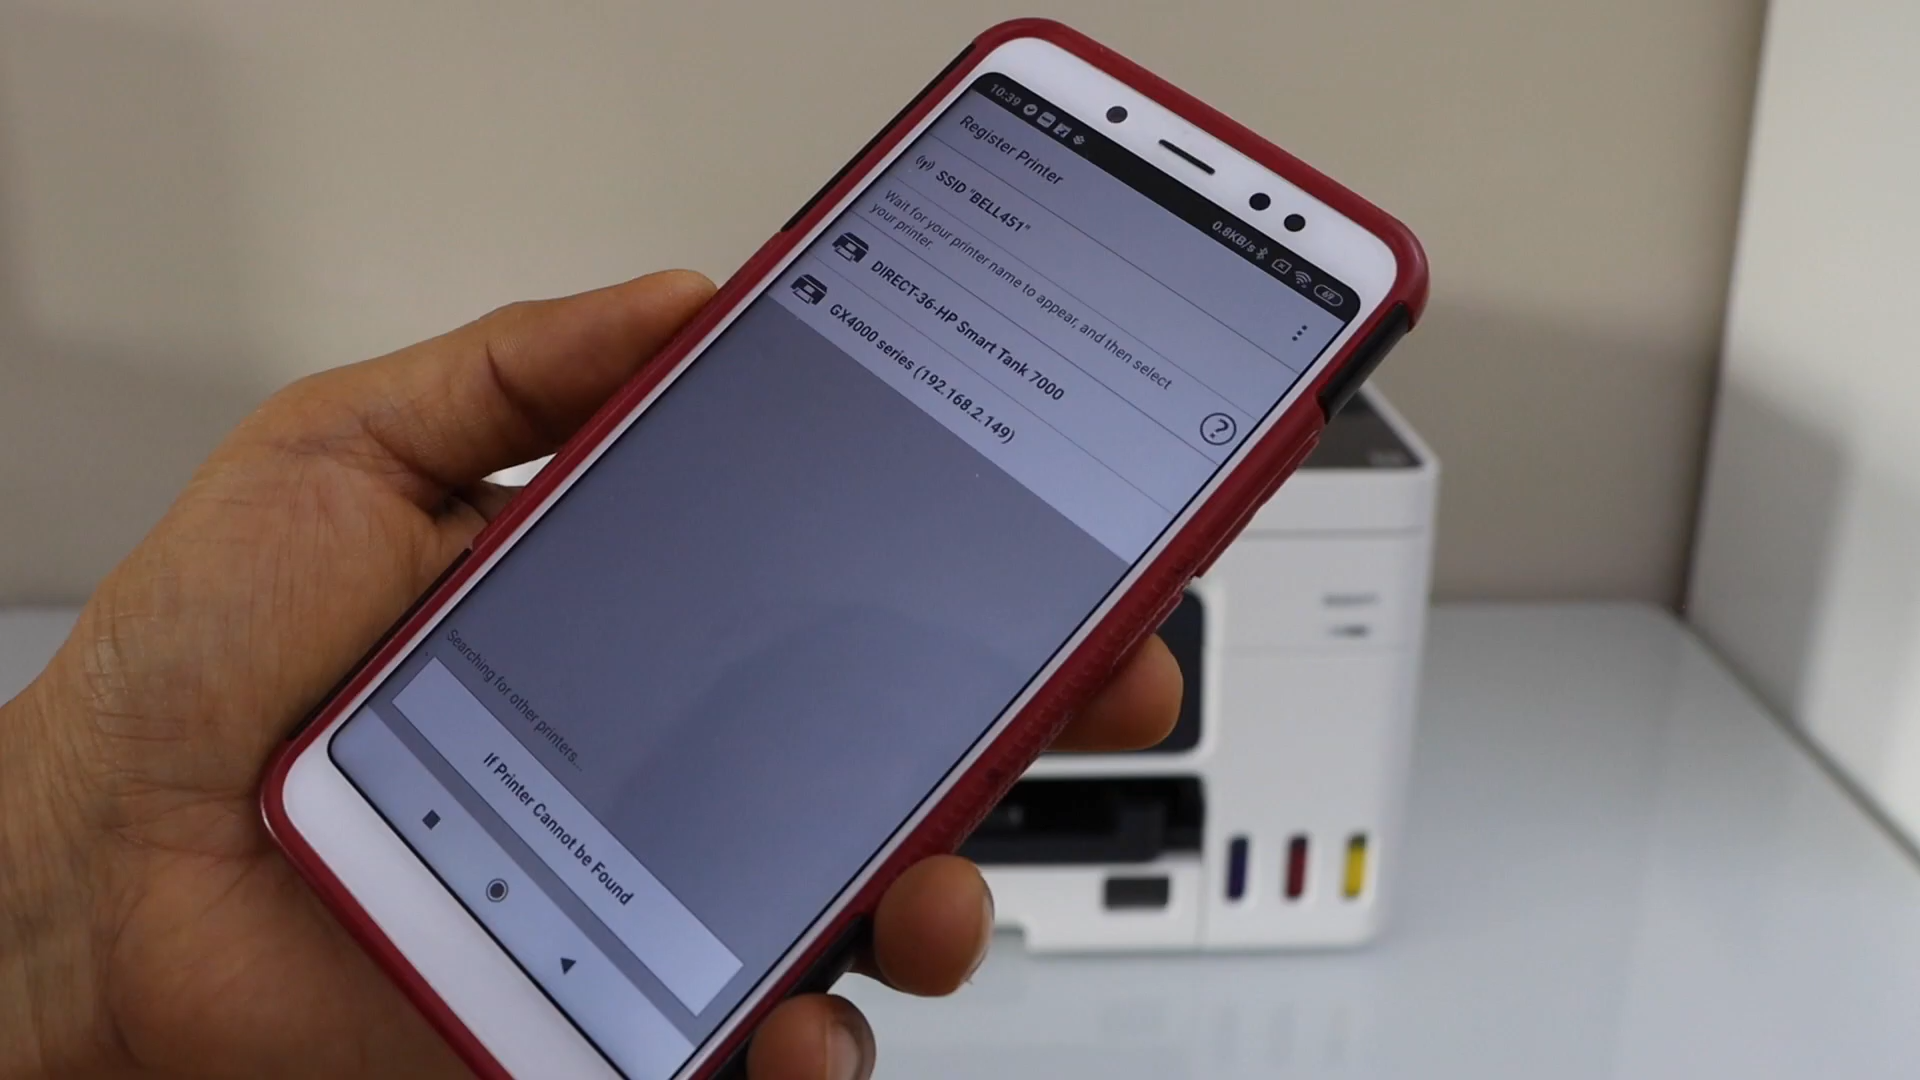 10:39
0.8KB/s
69
Register Printer
SSID "BELL451"
Wait for your printer name to appear, and then select
your printer.
DIRECT-36-HP Smart Tank 7000
GX4000 series (192.168.2.149)
Searching for other printers...
If Printer Cannot be Found